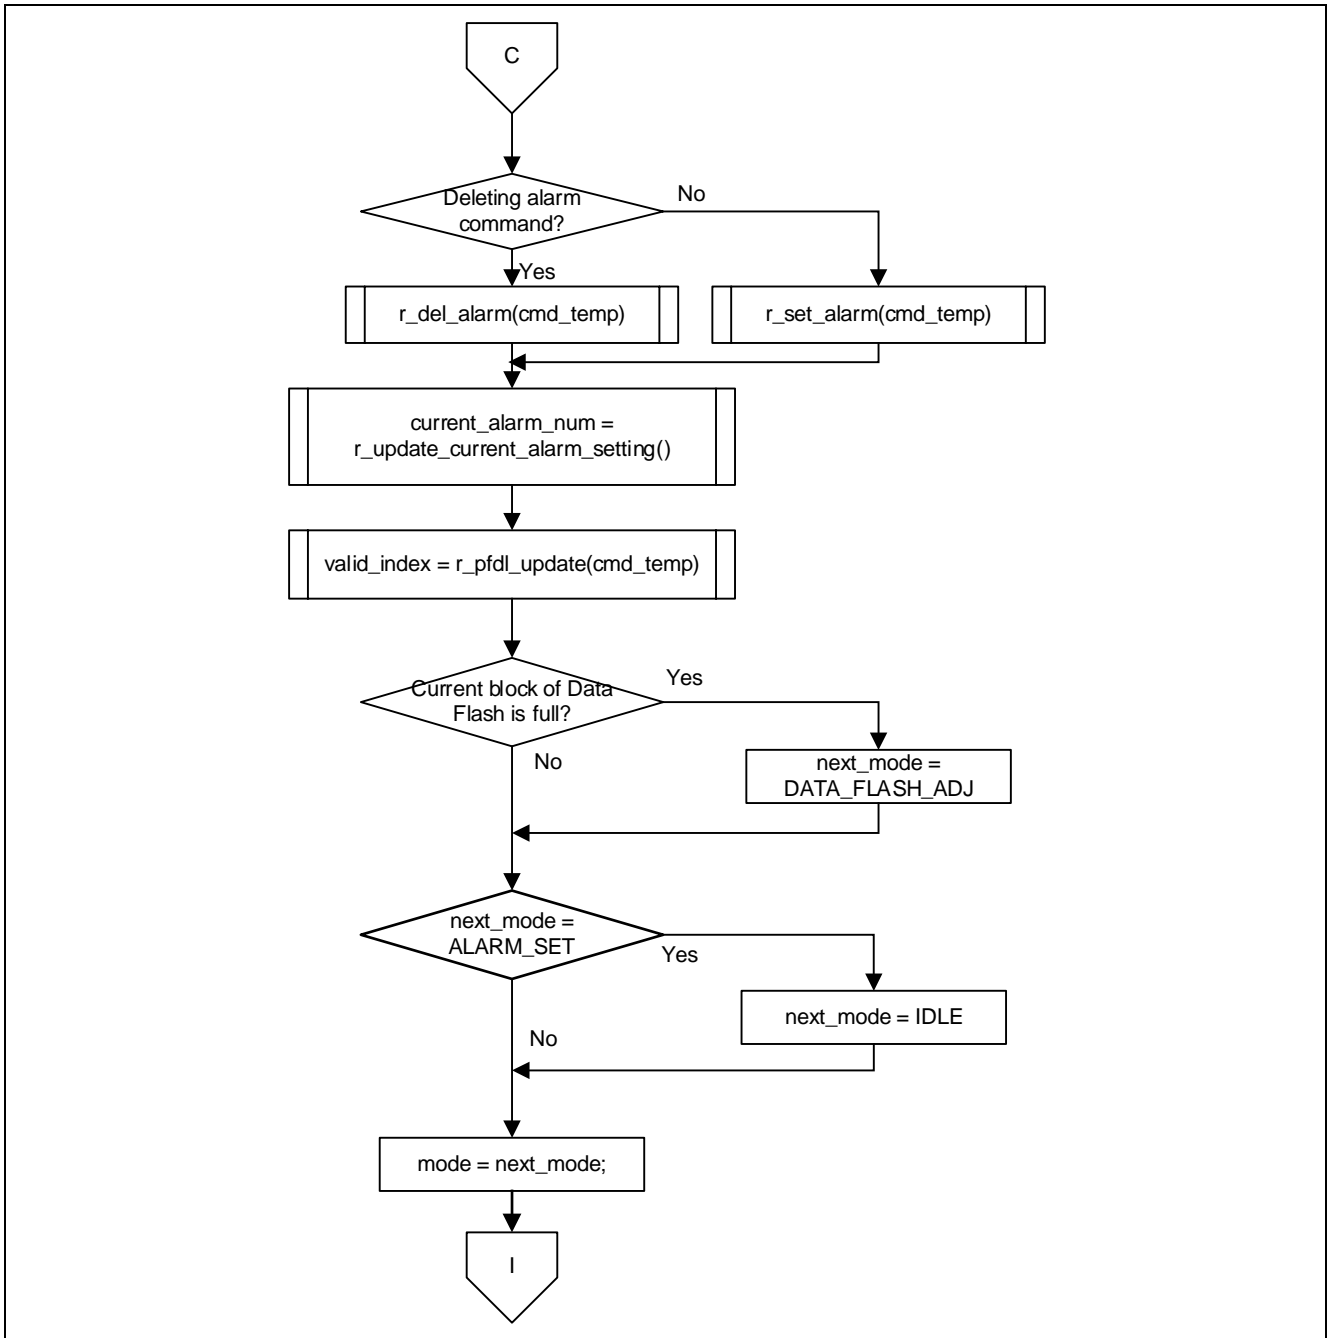 C
Deleting alarm
command?
No
Yes
r_del_alarm(cmd_temp)
r_set_alarm(cmd_temp)
current_alarm_num =
r_update_current_alarm_setting()
valid_index = r_pfdl_update(cmd_temp)
Current block of Data
Flash is full?
Yes
No
next_mode =
DATA_FLASH_ADJ
next_mode =
ALARM_SET
Yes
next_mode = IDLE
No
mode = next_mode;
I